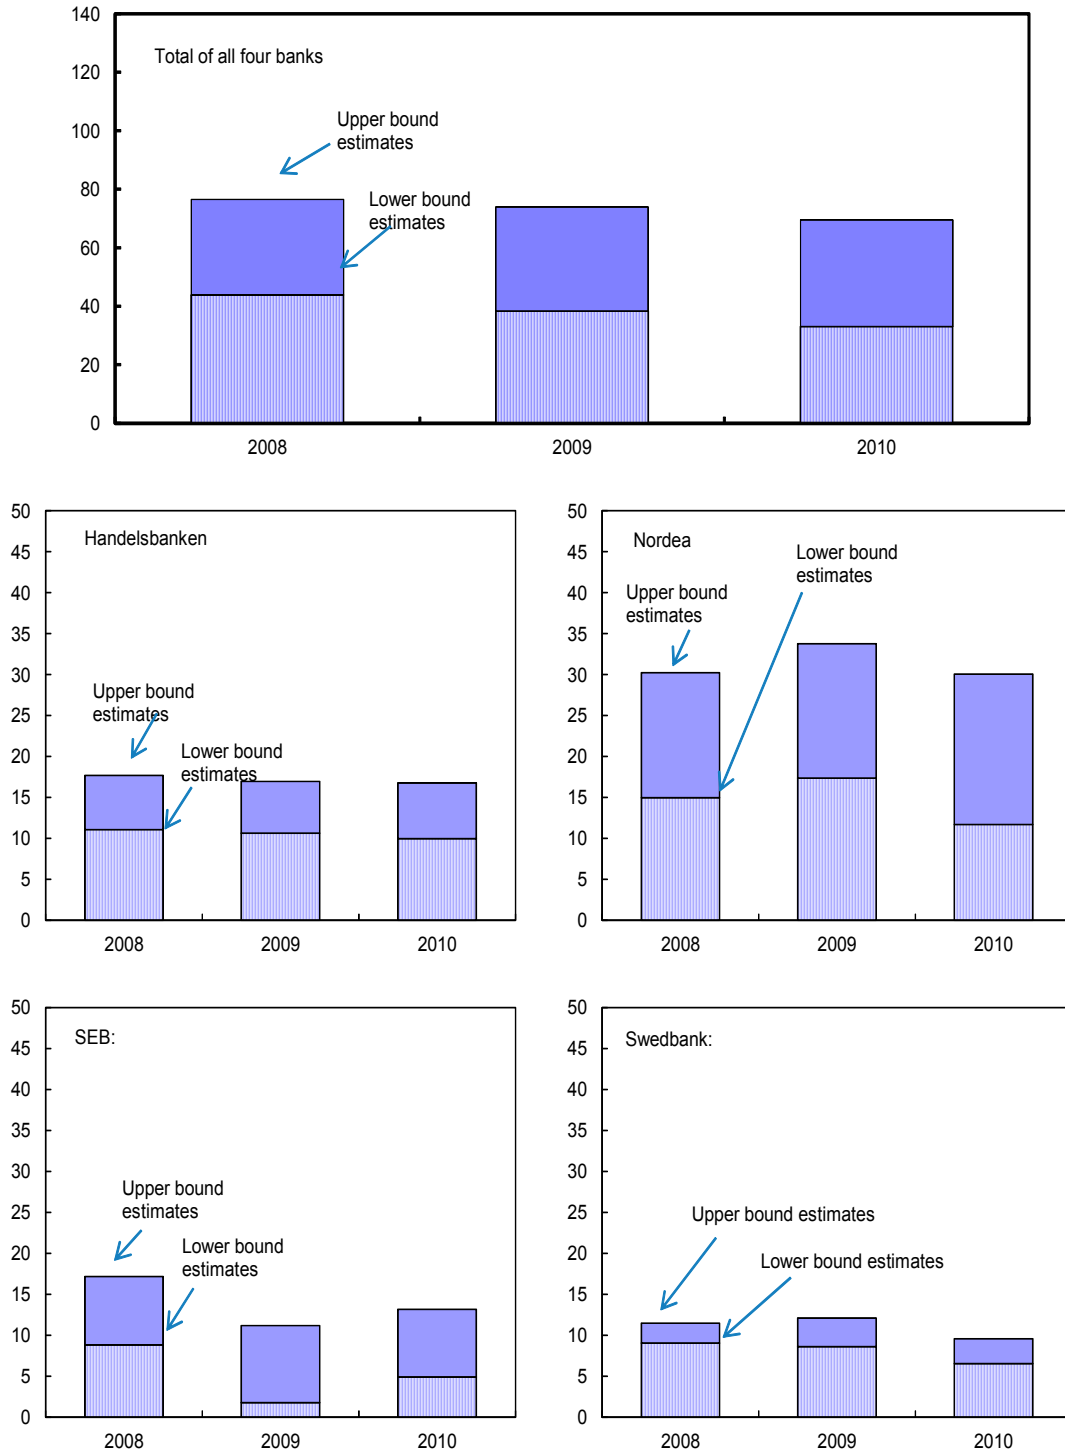 140
120
100
80
60
40
20
0
Total of all four banks
Upper bound
estimates
Lower bound
estimates
2008
2009
2010
50
45
40
35
30
25
20
15
10
5
0
Handelsbanken
Upper bound
estimates
Lower bound
estimates
2008
2009
2010
50
45
40
35
30
25
20
15
10
5
0
Nordea
Lower bound
estimates
Upper bound
estimates
2008
2009
2010
50
45
40
35
30
25
20
15
10
5
0
SEB:
Upper bound
estimates
Lower bound
estimates
2008
2009
2010
50
45
40
35
30
25
20
15
10
5
0
Swedbank:
Upper bound estimates
Lower bound estimates
2008
2009
2010